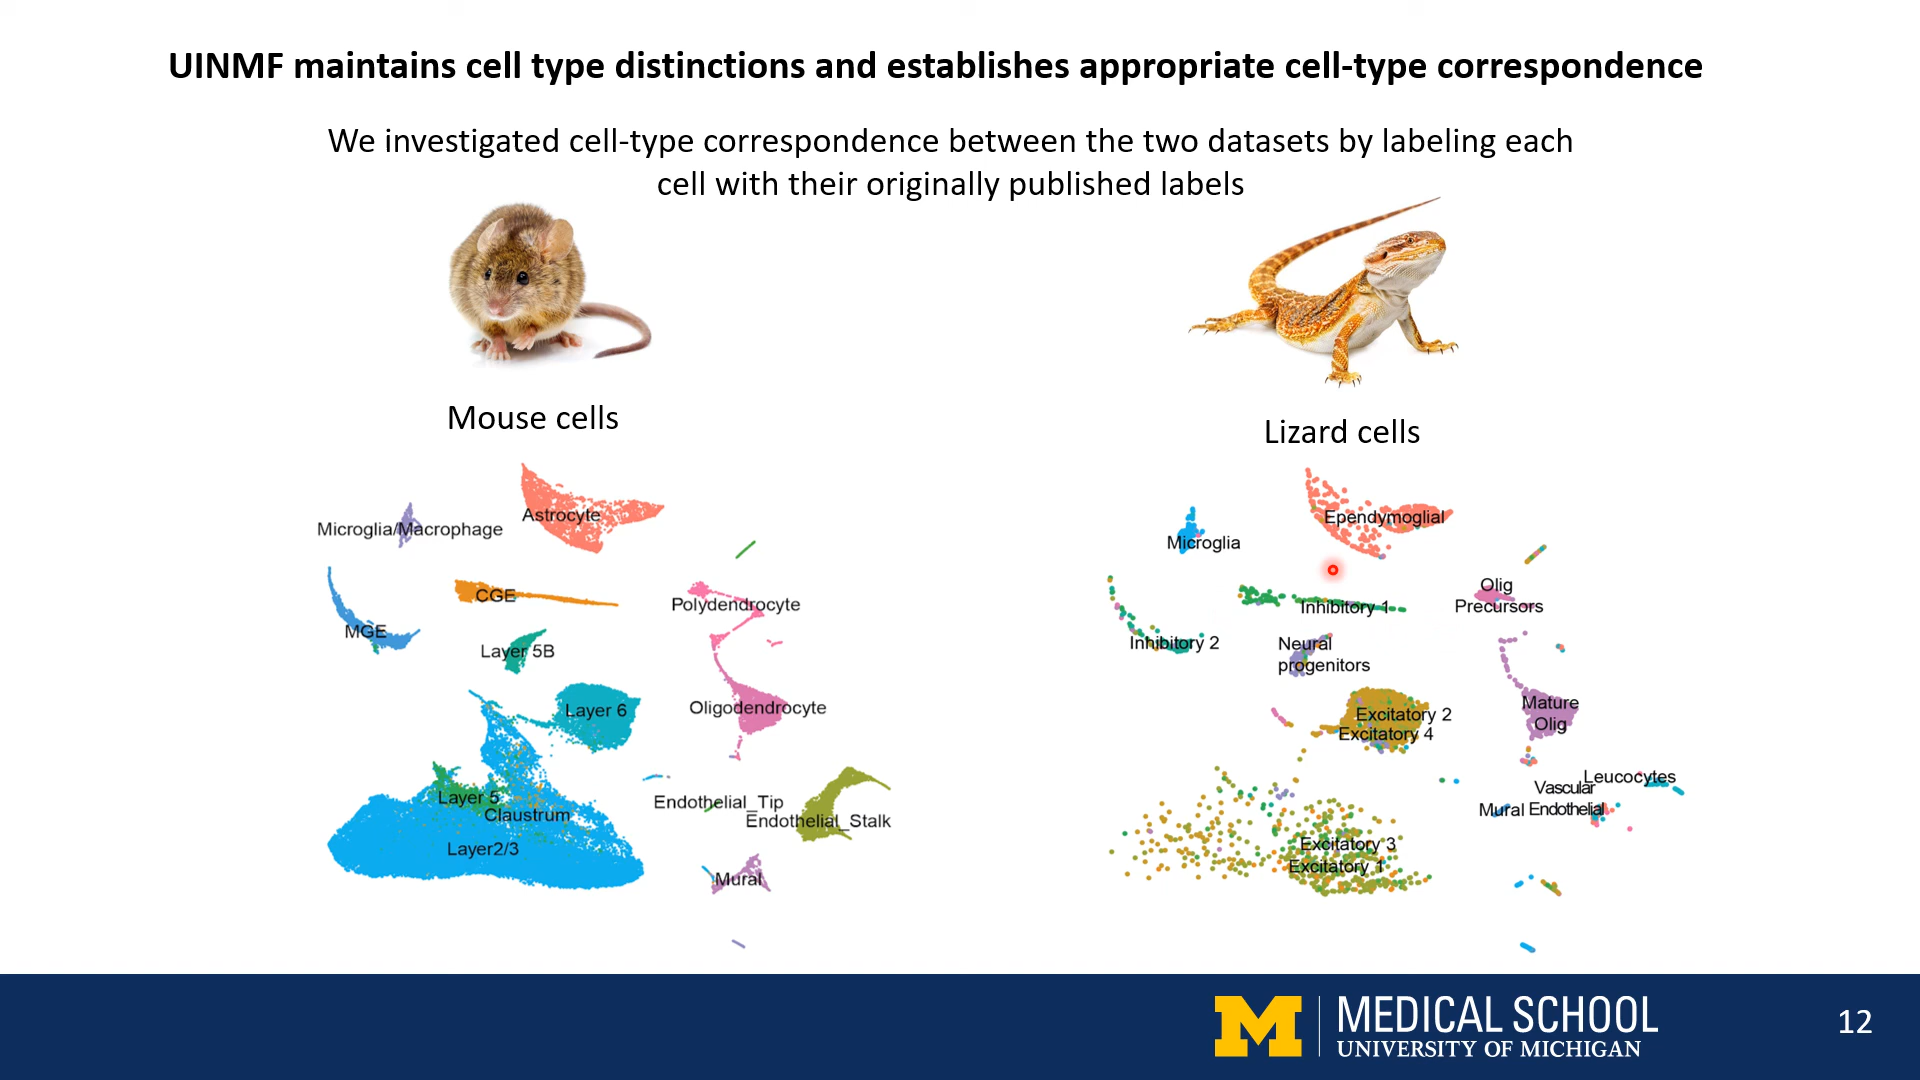 UINMF maintains cell type distinctions and establishes appropriate cell-type correspondence
We investigated cell-type correspondence between the two datasets by labeling each
cell with their originally published labels
Mouse cells
Microglia/Macrophage
Astrocyte
CGE
MGE
Polydendrocyte
Layer 5B
Layer 6
Oligodendrocyte
Layer 5
Claustrum
Layer2/3
Endothelial_Tip
Endothelial_Stalk
Mural
Lizard cells
Ependymoglial
Microglia
Olig
Precursors
Inhibitory 1
Inhibitory 2
Neural
progenitors
Excitatory 2
Excitatory 4
Mature
Olig
Leucocytes
Vascular
Mural Endothelial
Excitatory 3
Excitatory 1
M MEDICAL SCHOOL
UNIVERSITY OF MICHIGAN
12